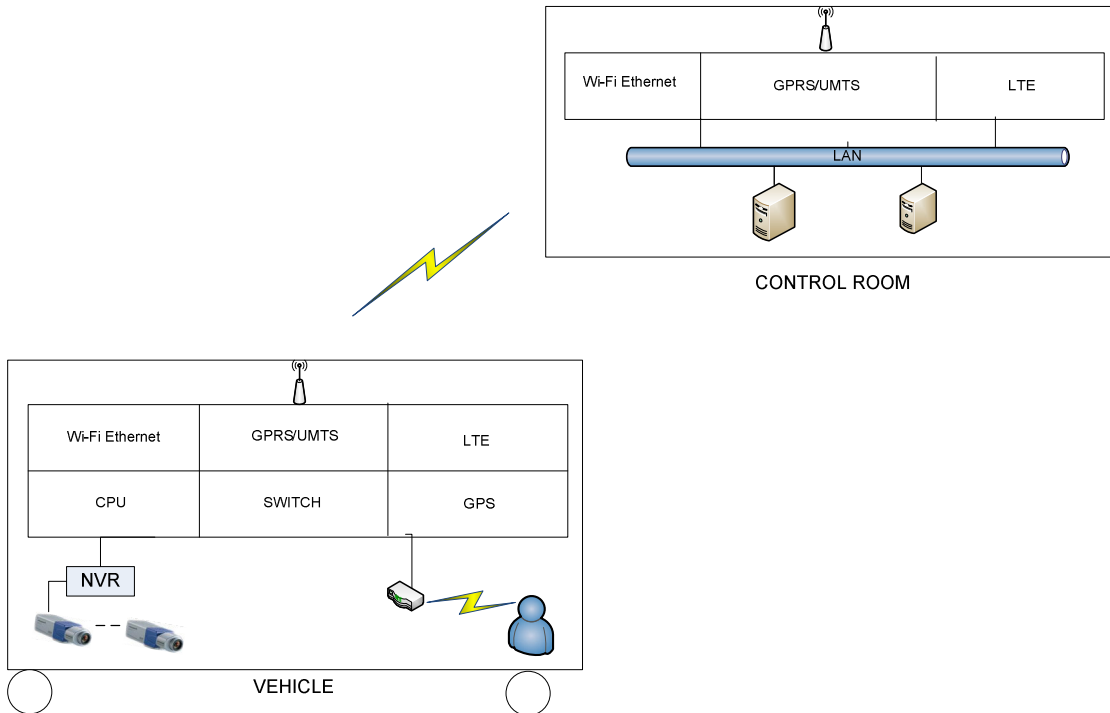 Wi-Fi Ethernet
GPRS/UMTS
LTE
LAN
CONTROL ROOM
Wi-Fi Ethernet
GPRS/UMTS
LTE
CPU
SWITCH
GPS
NVR
VEHICLE